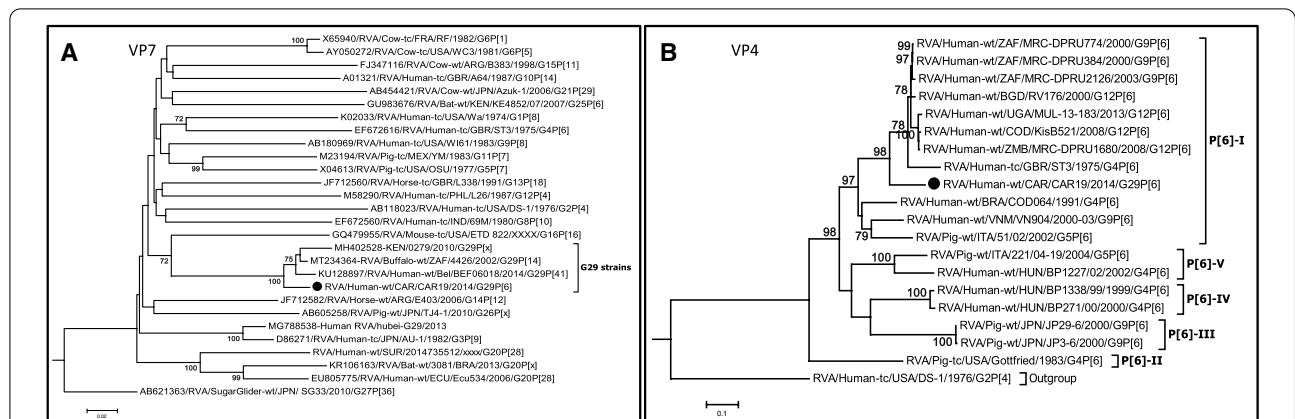 A
VP7
X65940/RVA/Cow-tc/FRA/RF/1982/G6P[1]
100
AY050272/RVA/Cow-tc/USA/WC3/1981/G6P[5]
FJ347116/RVA/Cow-wt/ARG/B383/1998/G15P[11]
A01321/RVA/Human-tc/GBR/A64/1987/G10P[14]
AB454421/RVA/Cow-wt/JPN/Azuk-1/2006/G21P[29]
GU983676/RVA/Bat-wt/KEN/KE4852/07/2007/G25P[6]
K02033/RVA/Human-tc/USA/Wa/1974/G1P[8]
72
EF672616/RVA/Human-tc/GBR/ST3/1975/G4P[6]
AB180969/RVA/Human-tc/USA/WI61/1983/G9P[8]
M23194/RVA/Pig-tc/MEX/YM/1983/G11P[7]
99
X04613/RVA/Pig-tc/USA/OSU/1977/G5P[7]
JF712560/RVA/Horse-tc/GBR/L338/1991/G13P[18]
M58290/RVA/Human-tc/PHL/L26/1987/G12P[4]
AB118023/RVA/Human-tc/USA/DS-1/1976/G2P[4]
EF672560/RVA/Human-tc/IND/69M/1980/G8P[10]
GQ479955/RVA/Mouse-tc/USA/ETD 822/XXXX/G16P[16]
72
MH402528-KEN/0279/2010/G29P[x]
75
MT234364-RVA/Buffalo-wt/ZAF/4426/2002/G29P[14]
KU128897/RVA/Human-wt/Bel/BEF06018/2014/G29P[41]
100
RVA/Human-wt/CAR/CAR19/2014/G29P[6]
G29 strains
JF712582/RVA/Horse-wt/ARG/E403/2006/G14P[12]
AB605258/RVA/Pig-wt/JPN/TJ4-1/2010/G26P[x]
MG788538-Human RVA/hubei-G29/2013
100
D86271/RVA/Human-tc/JPN/AU-1/1982/G3P[9]
RVA/Human-wt/SUR/2014735512/xxxx/G20P[28]
100
KR106163/RVA/Bat-wt/3081/BRA/2013/G20P[x]
99
EU805775/RVA/Human-wt/ECU/Ecu534/2006/G20P[28]
AB621363/RVA/SugarGlider-wt/JPN/ SG33/2010/G27P[36]
0.02
B
VP4
99
RVA/Human-wt/ZAF/MRC-DPRU774/2000/G9P[6]
97
RVA/Human-wt/ZAF/MRC-DPRU384/2000/G9P[6]
RVA/Human-wt/ZAF/MRC-DPRU2126/2003/G9P[6]
78
RVA/Human-wt/BGD/RV176/2000/G12P[6]
RVA/Human-wt/UGA/MUL-13-183/2013/G12P[6]
78
100
RVA/Human-wt/COD/KisB521/2008/G12P[6]
RVA/Human-wt/ZMB/MRC-DPRU1680/2008/G12P[6]
98
RVA/Human-tc/GBR/ST3/1975/G4P[6]
RVA/Human-wt/CAR/CAR19/2014/G29P[6]
97
RVA/Human-wt/BRA/COD064/1991/G4P[6]
RVA/Human-wt/VNM/VN904/2000-03/G9P[6]
79
RVA/Pig-wt/ITA/51/02/2002/G5P[6]
P[6]-I
98
RVA/Pig-wt/ITA/221/04-19/2004/G5P[6]
100
RVA/Human-wt/HUN/BP1227/02/2002/G4P[6]
P[6]-V
RVA/Human-wt/HUN/BP1338/99/1999/G4P[6]
100
RVA/Human-wt/HUN/BP271/00/2000/G4P[6]
P[6]-IV
RVA/Pig-wt/JPN/JP29-6/2000/G9P[6]
100
RVA/Pig-wt/JPN/JP3-6/2000/G9P[6]
P[6]-III
RVA/Pig-tc/USA/Gottfried/1983/G4P[6]
P[6]-II
RVA/Human-tc/USA/DS-1/1976/G2P[4]
Outgroup
0.1